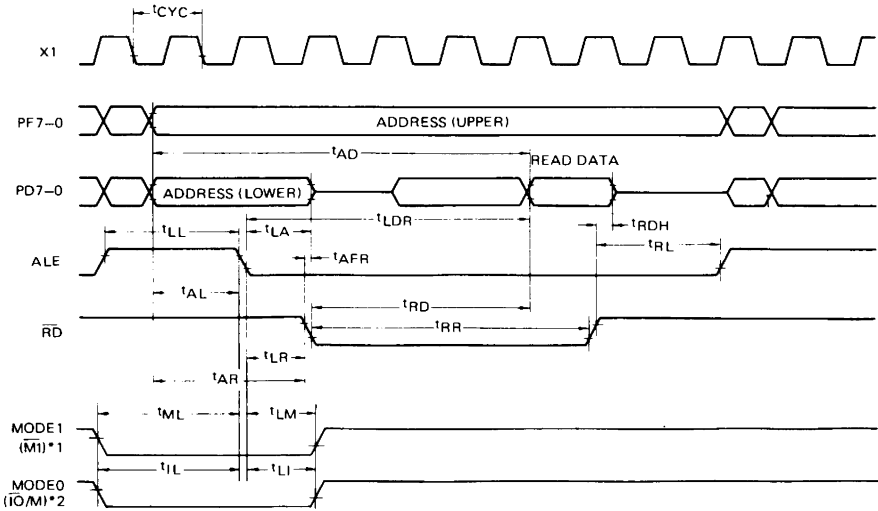 tCYC
X1
PF7-0
ADDRESS (UPPER)
tAD
READ DATA
PD7-0
ADDRESS (LOWER)
tLDR
tRDH
tLL
tLA
tRL
ALE
tAFR
tAL
tRD
RD
tRR
tLR
tAR
tML
tLM
MODE1
(M1)*1
tIL
tLI
MODE0
(IO/M)*2